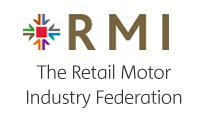 RMI
The Retail Motor
Industry Federation